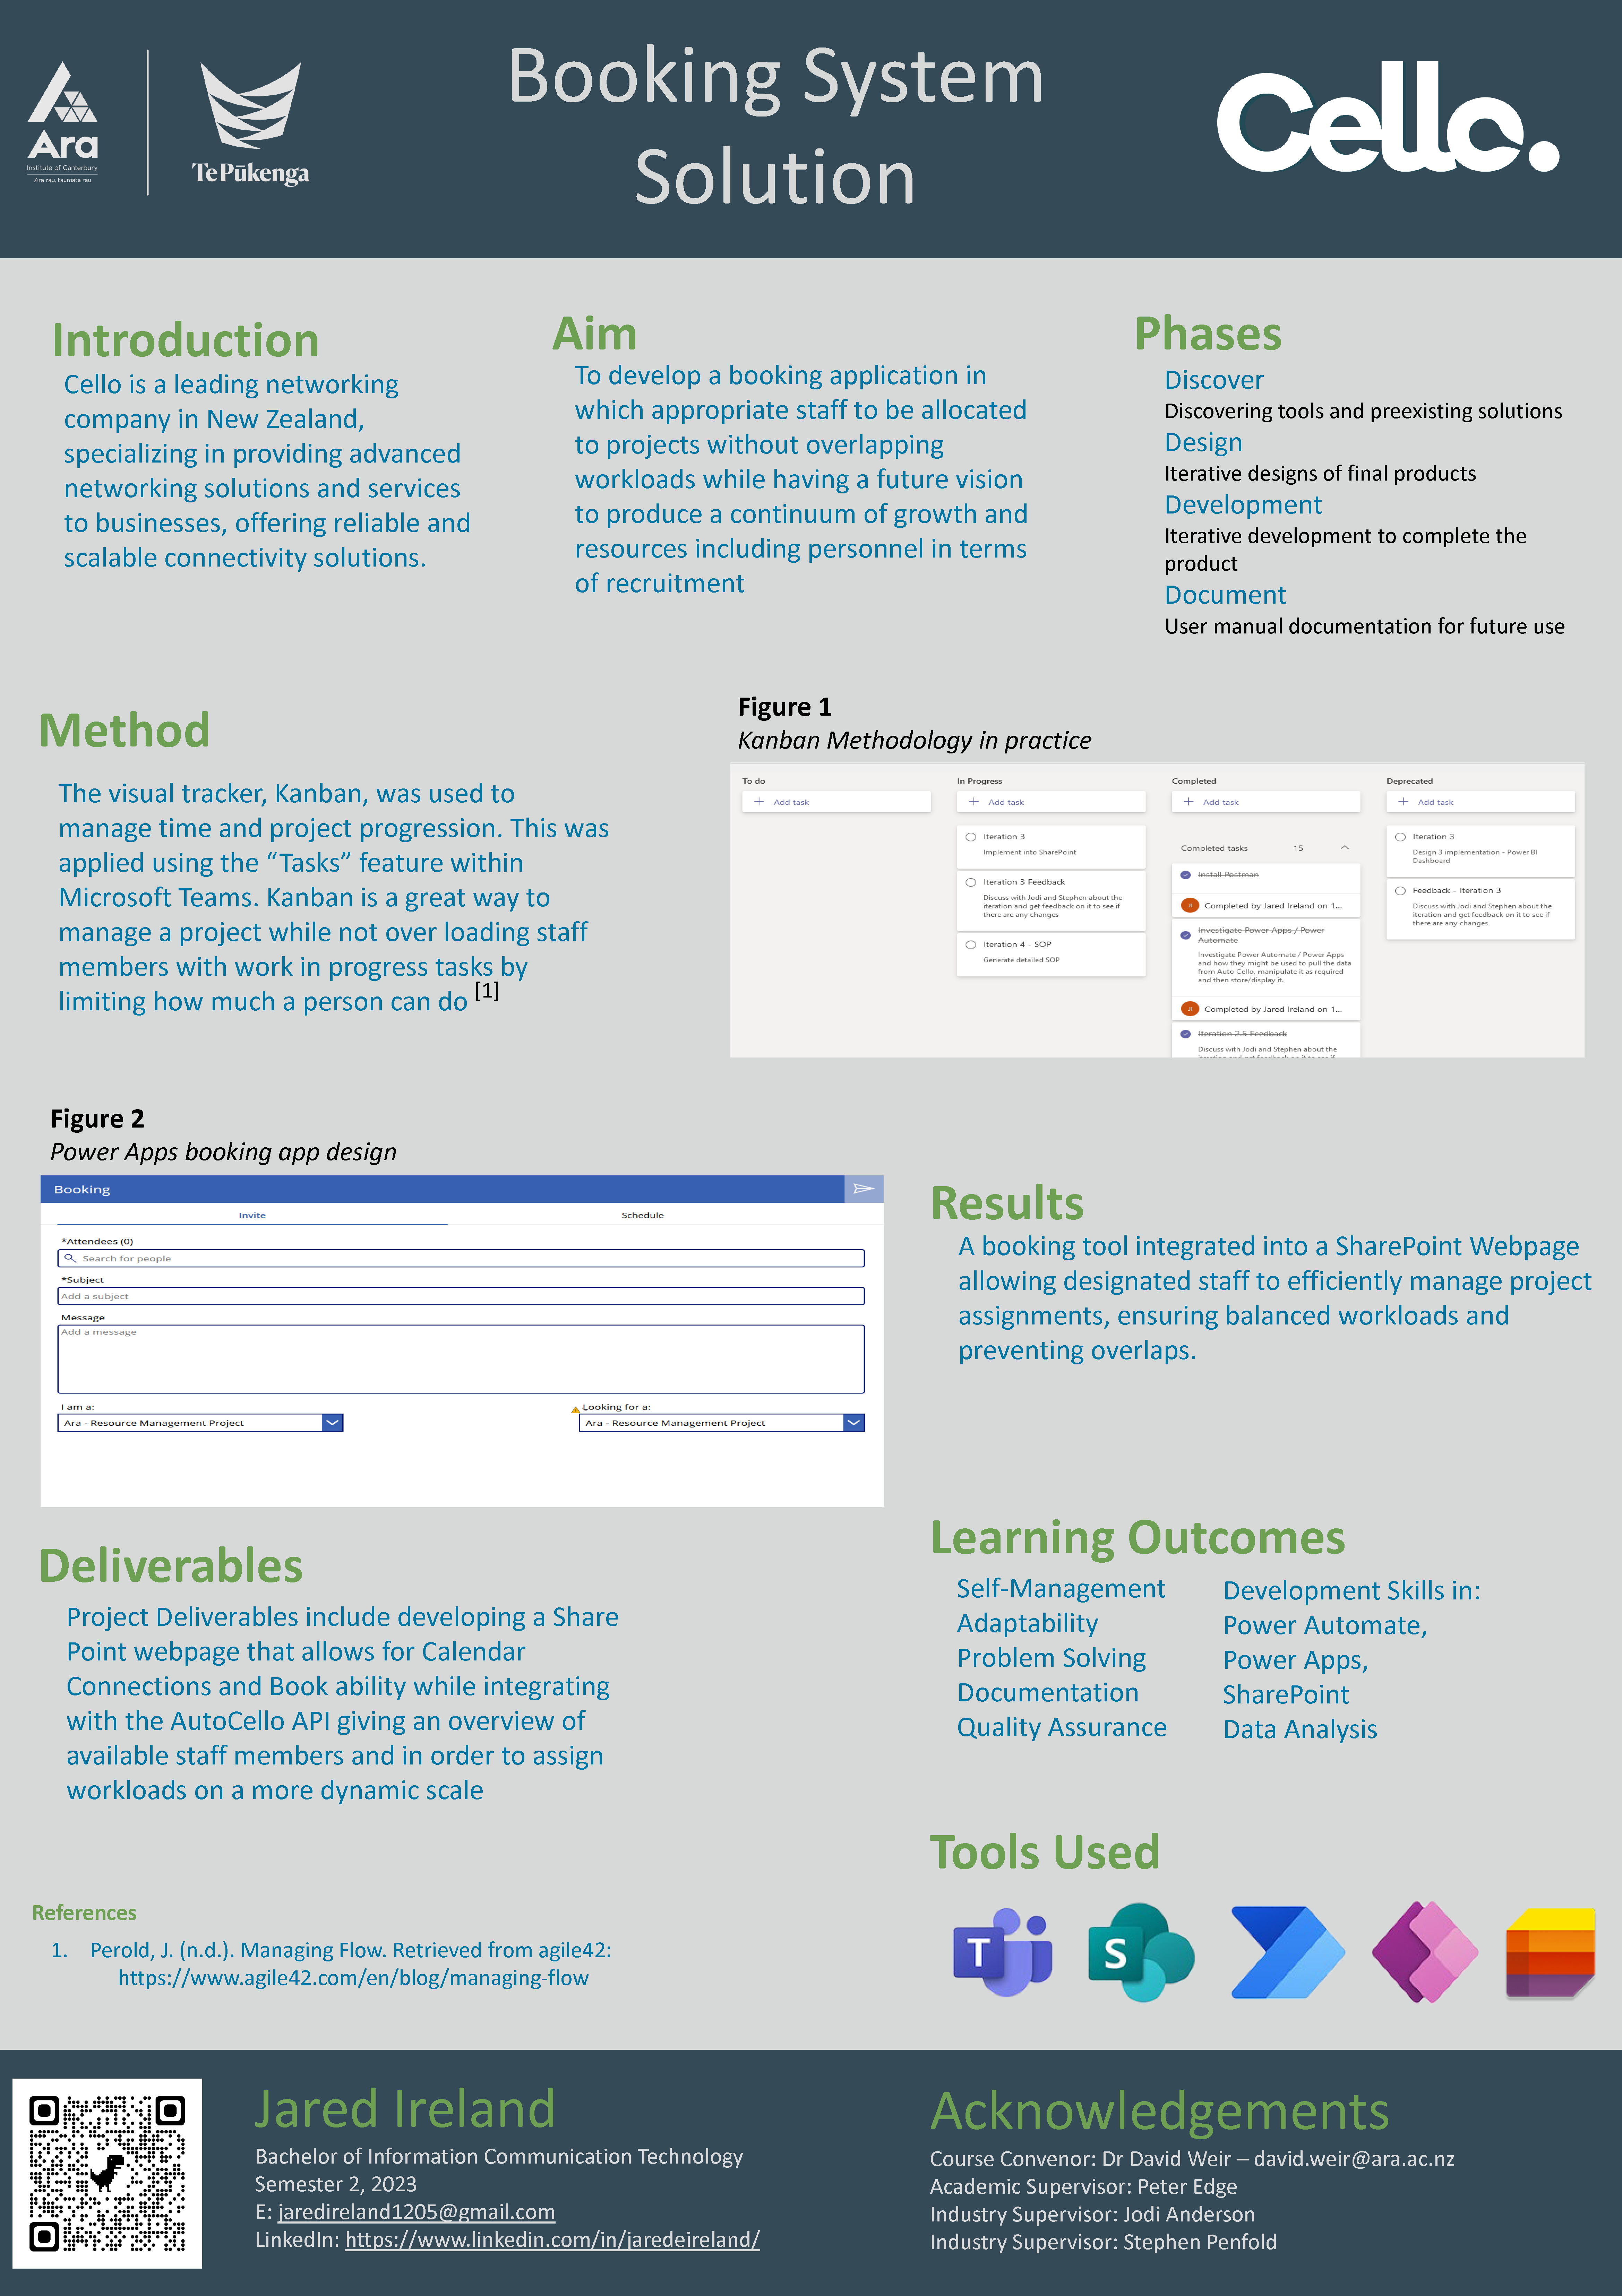 Ara
Institute of Canterbury
Ara rau, taumata rau
Te Pūkenga
Booking System
Solution
Cello.
Introduction
Cello is a leading networking
company in New Zealand,
specializing in providing advanced
networking solutions and services
to businesses, offering reliable and
scalable connectivity solutions.
Aim
To develop a booking application in
which appropriate staff to be allocated
to projects without overlapping
workloads while having a future vision
to produce a continuum of growth and
resources including personnel in terms
of recruitment
Phases
Discover
Discovering tools and preexisting solutions
Design
Iterative designs of final products
Development
Iterative development to complete the
product
Document
User manual documentation for future use
Method
The visual tracker, Kanban, was used to
manage time and project progression. This was
applied using the “Tasks” feature within
Microsoft Teams. Kanban is a great way to
manage a project while not over loading staff
members with work in progress tasks by
limiting how much a person can do [1]
Figure 1
Kanban Methodology in practice
To do
Add task
In Progress
Add task
Iteration 3
Implement into SharePoint
Iteration 3 Feedback
Discuss with Jodi and Stephen about the
iteration and get feedback on it to see if
there are any changes
Iteration 4 - SOP
Generate detailed SOP
Completed
Add task
Completed tasks 15
Install Postman
JI Completed by Jared Ireland on 1...
Investigate Power Apps / Power
Automate
Investigate Power Automate / Power Apps
and how they might be used to pull the data
from Auto Cello, manipulate it as required
and then store/display it.
JI Completed by Jared Ireland on 1...
Iteration 2.5 Feedback
Discuss with Jodi and Stephen about the
iteration and get feedback on it to see if
Deprecated
Add task
Iteration 3
Design 3 implementation - Power BI
Dashboard
Feedback - Iteration 3
Discuss with Jodi and Stephen about the
iteration and get feedback on it to see if
there are any changes
Figure 2
Power Apps booking app design
Booking
Invite Schedule
*Attendees (0)
Search for people
*Subject
Add a subject
Message
Add a message
I am a: Looking for a:
Ara - Resource Management Project Ara - Resource Management Project
Results
A booking tool integrated into a SharePoint Webpage
allowing designated staff to efficiently manage project
assignments, ensuring balanced workloads and
preventing overlaps.
Deliverables
Project Deliverables include developing a Share
Point webpage that allows for Calendar
Connections and Book ability while integrating
with the AutoCello API giving an overview of
available staff members and in order to assign
workloads on a more dynamic scale
Learning Outcomes
Self-Management
Adaptability
Problem Solving
Documentation
Quality Assurance
Development Skills in:
Power Automate,
Power Apps,
SharePoint
Data Analysis
Tools Used
T
S
References
1. Perold, J. (n.d.). Managing Flow. Retrieved from agile42:
https://www.agile42.com/en/blog/managing-flow
Jared Ireland
Bachelor of Information Communication Technology
Semester 2, 2023
E: jaredireland1205@gmail.com
LinkedIn: https://www.linkedin.com/in/jaredeireland/
Acknowledgements
Course Convenor: Dr David Weir – david.weir@ara.ac.nz
Academic Supervisor: Peter Edge
Industry Supervisor: Jodi Anderson
Industry Supervisor: Stephen Penfold